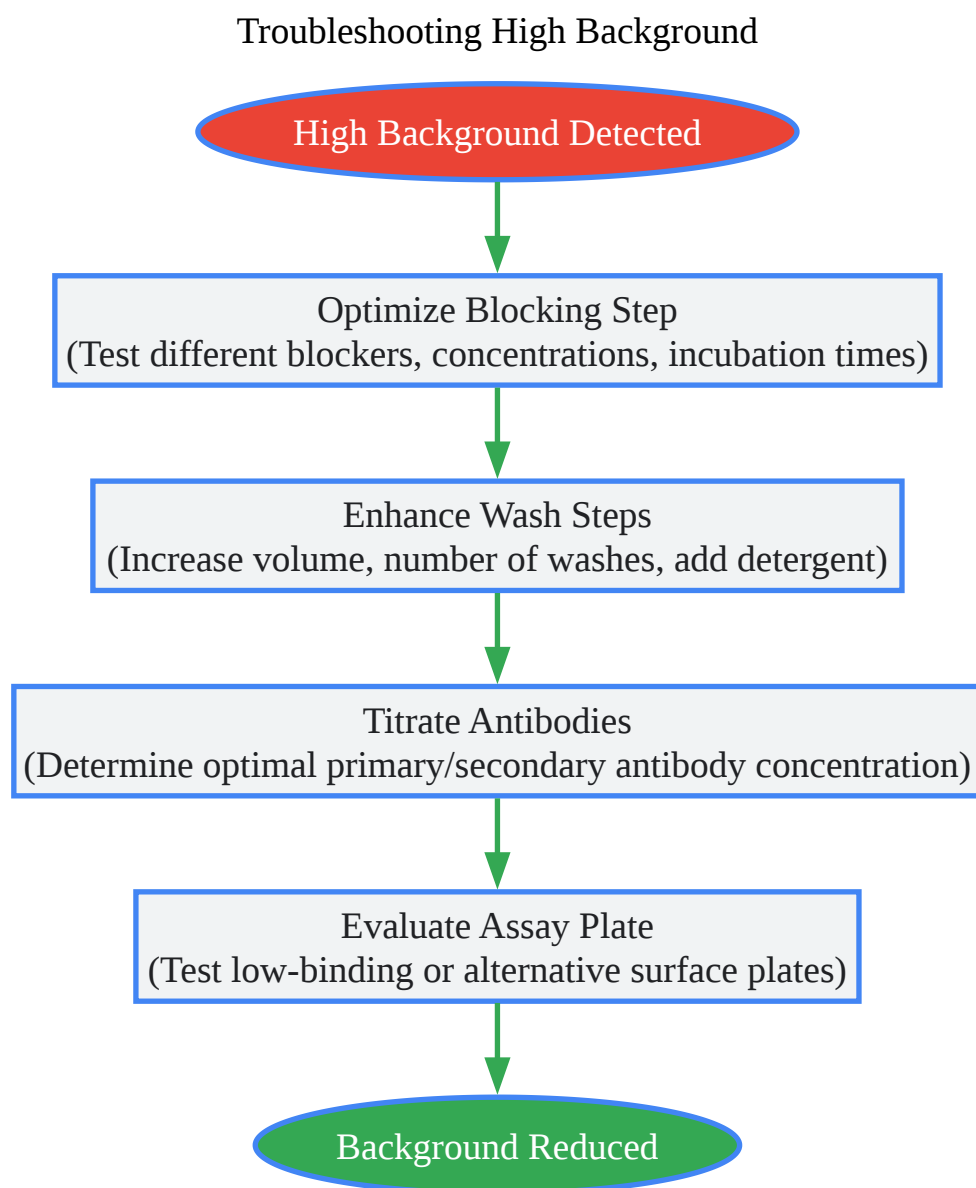 Troubleshooting High Background
High Background Detected
Optimize Blocking Step
(Test different blockers, concentrations, incubation times)
Enhance Wash Steps
(Increase volume, number of washes, add detergent)
Titrate Antibodies
(Determine optimal primary/secondary antibody concentration)
Evaluate Assay Plate
(Test low-binding or alternative surface plates)
Background Reduced